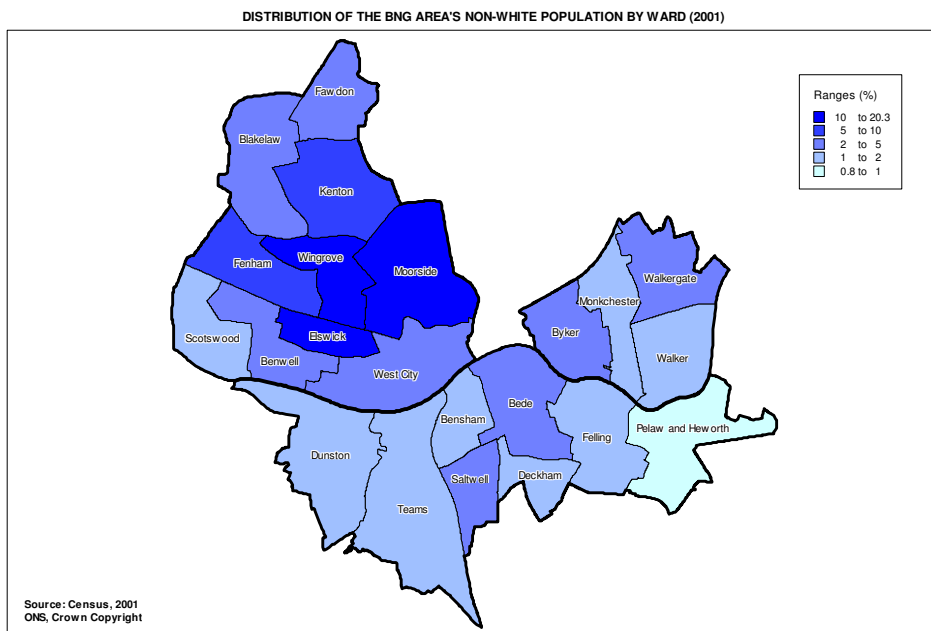 DISTRIBUTION OF THE BNG AREA'S NON-WHITE POPULATION BY WARD (2001)
Ranges (%)
10 to 20.3
5 to 10
2 to 5
1 to 2
0.8 to 1
Fawdon
Blakelaw
Kenton
Wingrove
Fenham
Moorside
Walkergate
Monkchester
Byker
Scotswood
Elswick
Benwell
Walker
West City
Bede
Bensham
Pelaw and Heworth
Felling
Dunston
Saltwell
Deckham
Teams
Source: Census, 2001
ONS, Crown Copyright